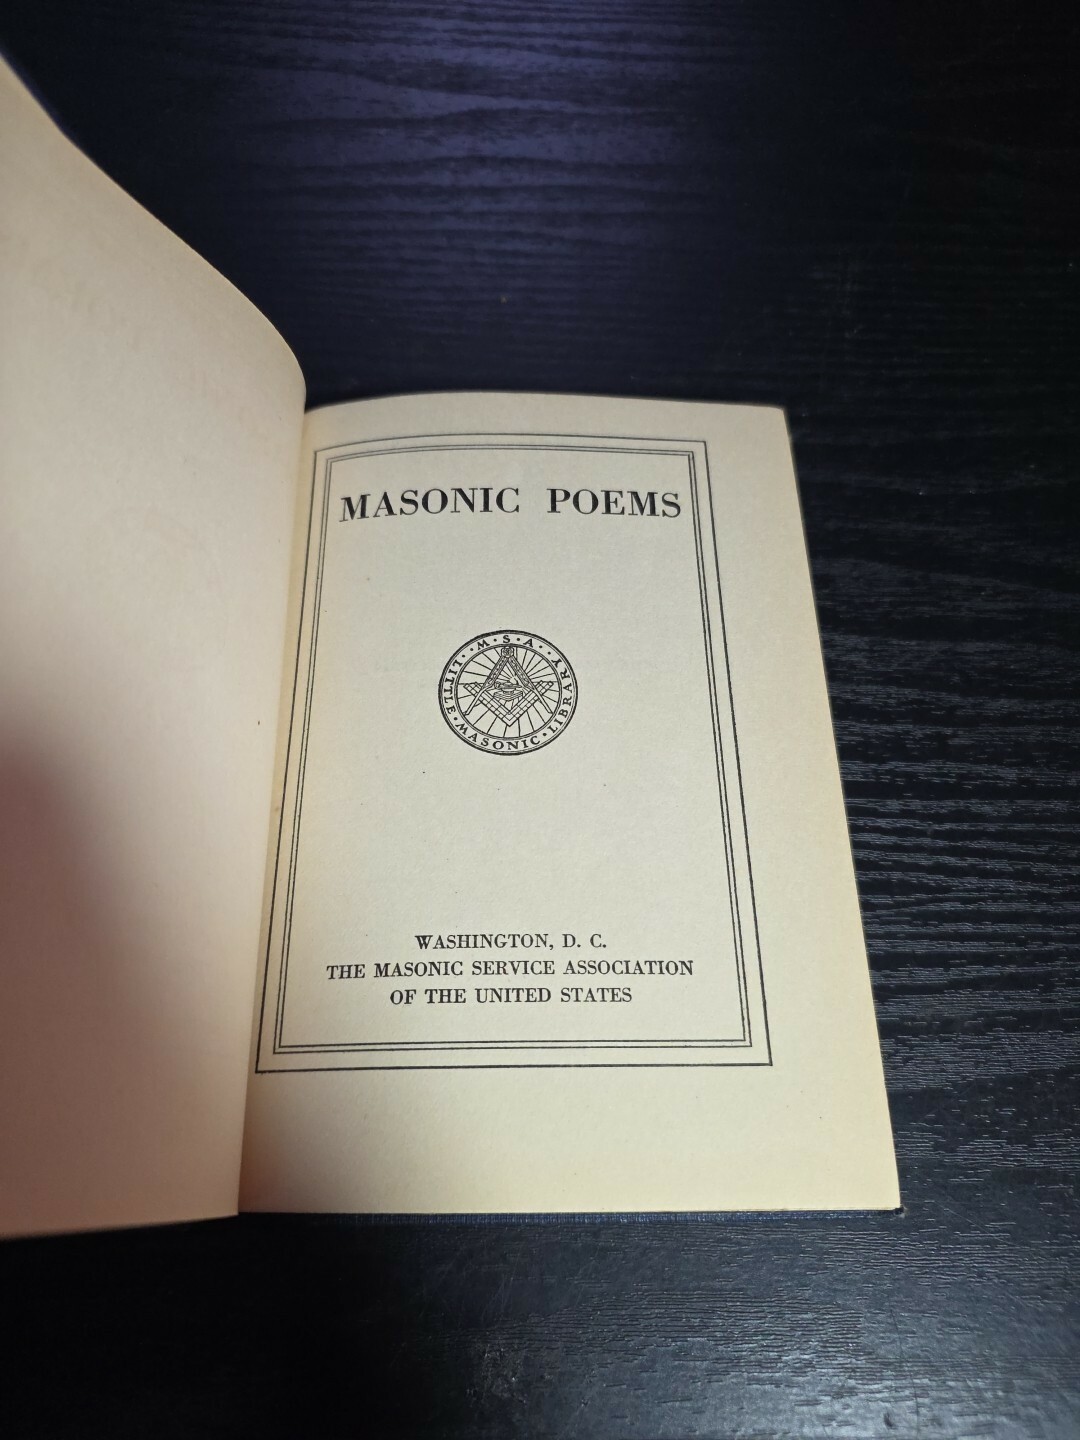 MASONIC POEMS
· M · S · A ·
LITTLE · MASONIC · LIBRARY
WASHINGTON, D. C.
THE MASONIC SERVICE ASSOCIATION
OF THE UNITED STATES